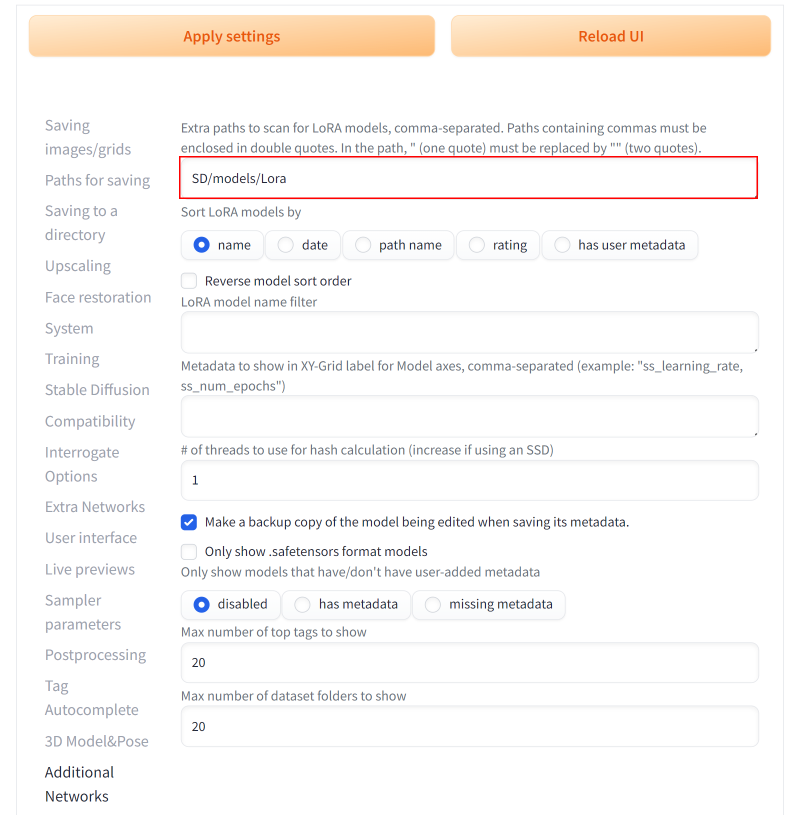 Apply settings
Reload UI
Saving
images/grids
Paths for saving
Saving to a
directory
Upscaling
Face restoration
System
Training
Stable Diffusion
Compatibility
Interrogate
Options
Extra Networks
User interface
Live previews
Sampler
parameters
Postprocessing
Tag
Autocomplete
3D Model&Pose
Additional
Networks
Extra paths to scan for LoRA models, comma-separated. Paths containing commas must be
enclosed in double quotes. In the path, " (one quote) must be replaced by "" (two quotes).
SD/models/Lora
Sort LoRA models by
name date path name rating has user metadata
Reverse model sort order
LoRA model name filter
Metadata to show in XY-Grid label for Model axes, comma-separated (example: "ss_learning_rate,
ss_num_epochs")
# of threads to use for hash calculation (increase if using an SSD)
1
Make a backup copy of the model being edited when saving its metadata.
Only show .safetensors format models
Only show models that have/don't have user-added metadata
disabled has metadata missing metadata
Max number of top tags to show
20
Max number of dataset folders to show
20